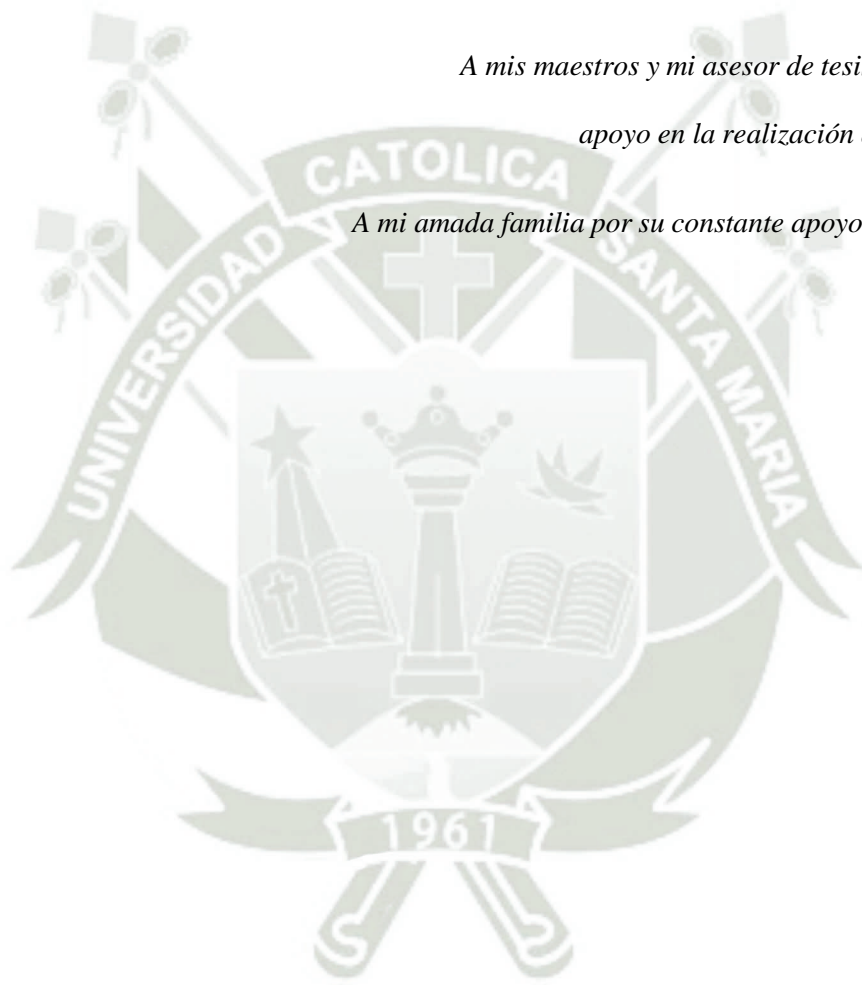 A mis maestros y mi asesor de tesi
apoyo en la realización
A mi amada familia por su constante apoyo
UNIVERSIDAD CATOLICA SANTA MARIA
1961